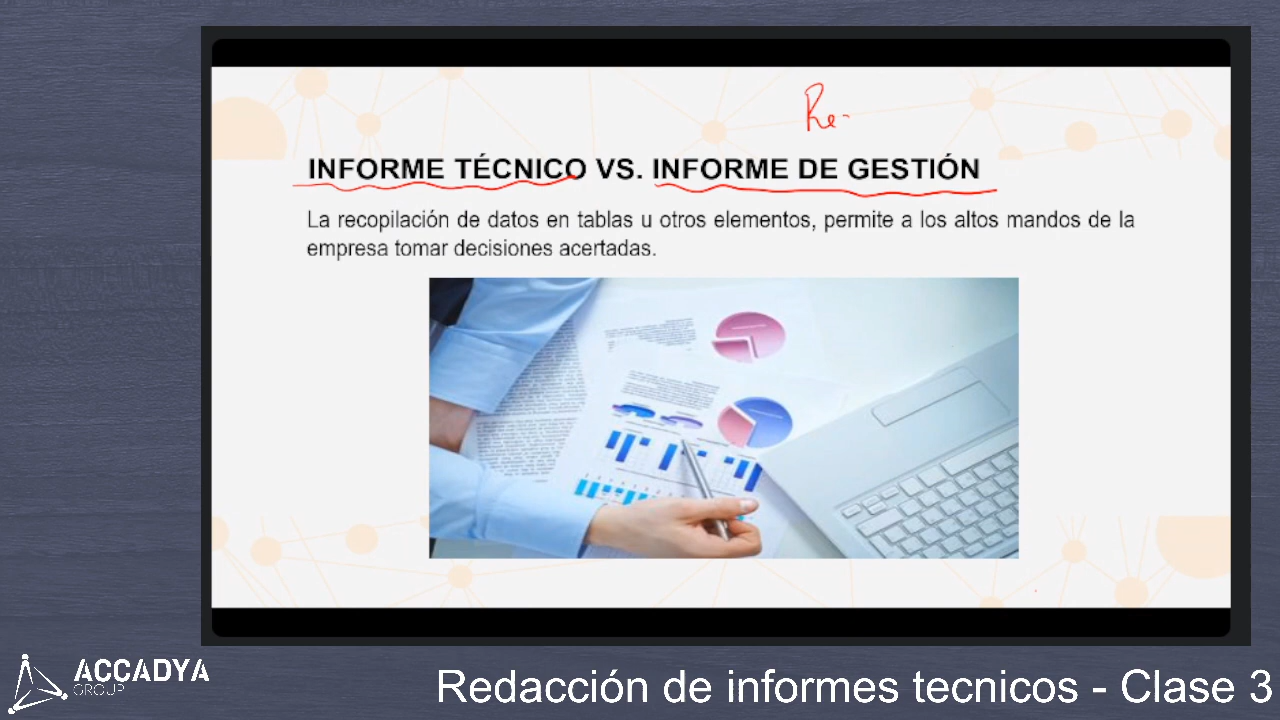 Re-
INFORME TÉCNICO VS. INFORME DE GESTIÓN
La recopilación de datos en tablas u otros elementos, permite a los altos mandos de la
empresa tomar decisiones acertadas.
ACCADYA
GROUP
Redacción de informes tecnicos - Clase 3